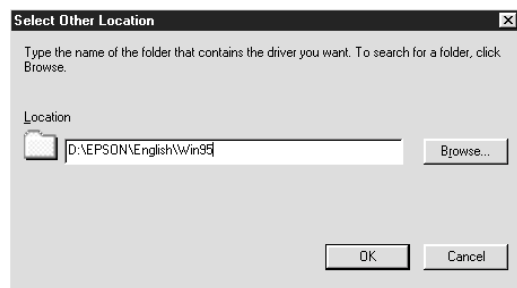 Select Other Location
Type the name of the folder that contains the driver you want. To search for a folder, click
Browse.
Location
D:\EPSON\English\Win95
Browse...
OK
Cancel